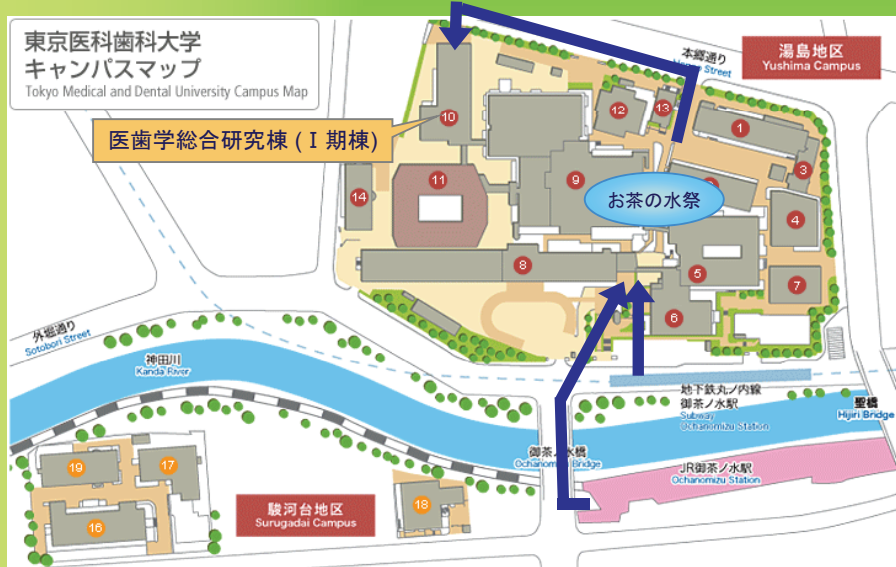 東京医科歯科大学
キャンパスマップ
Tokyo Medical and Dental University Campus Map
本郷通り
湯島地区
Yushima Campus
医歯学総合研究棟 (Ⅰ期棟)
10
12
13
1
3
11
14
9
お茶の水祭
4
8
5
7
6
外堀通り
Sotobori Street
神田川
Kanda River
地下鉄丸ノ内線
御茶ノ水駅
Subway
Ochanomizu Station
聖橋
Hijiri Bridge
御茶ノ水橋
Ochanomizu Bridge
JR御茶ノ水駅
Ochanomizu Station
19
17
16
18
駿河台地区
Surugadai Campus